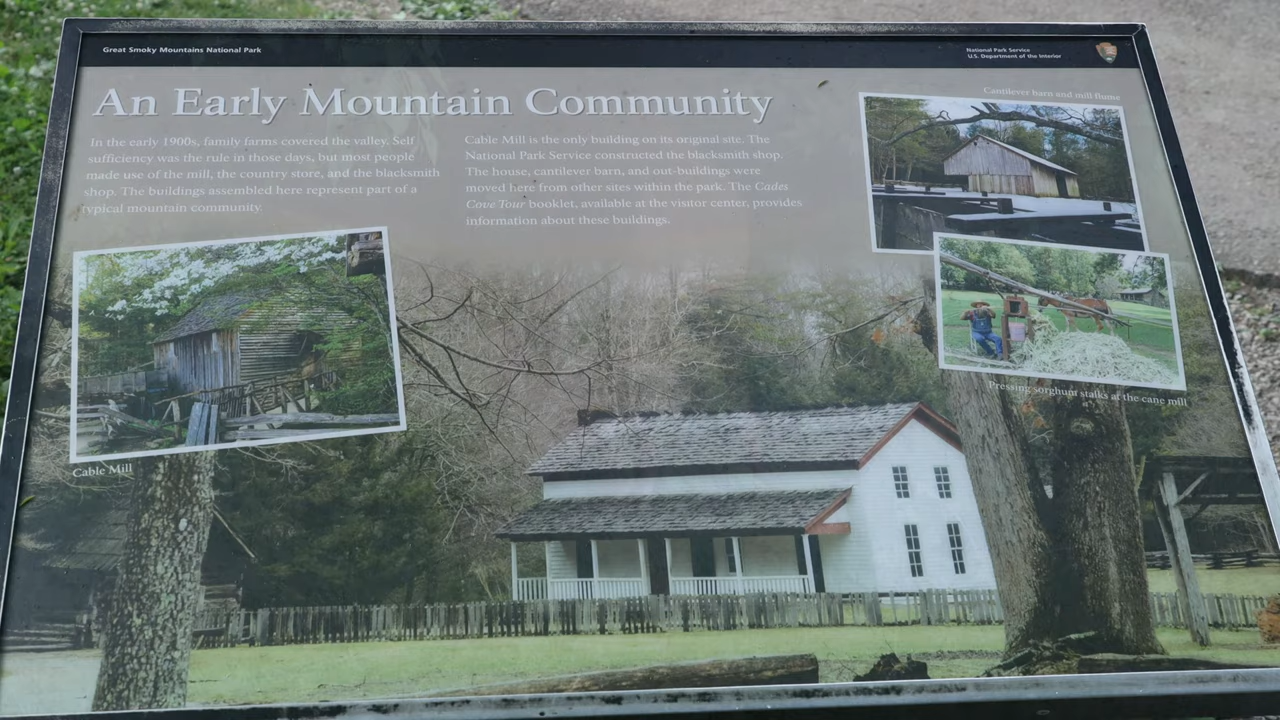 Great Smoky Mountains National Park
National Park Service
U.S. Department of the Interior
An Early Mountain Community
In the early 1900s, family farms covered the valley. Self
sufficiency was the rule in those days, but most people
made use of the mill, the country store, and the blacksmith
shop. The buildings assembled here represent part of a
typical mountain community.
Cable Mill is the only building on its original site. The
National Park Service constructed the blacksmith shop.
The house, cantilever barn, and out-buildings were
moved here from other sites within the park. The Cades
Cove Tour booklet, available at the visitor center, provides
information about these buildings.
Cantilever barn and mill flume
Pressing sorghum stalks at the cane mill
Cable Mill